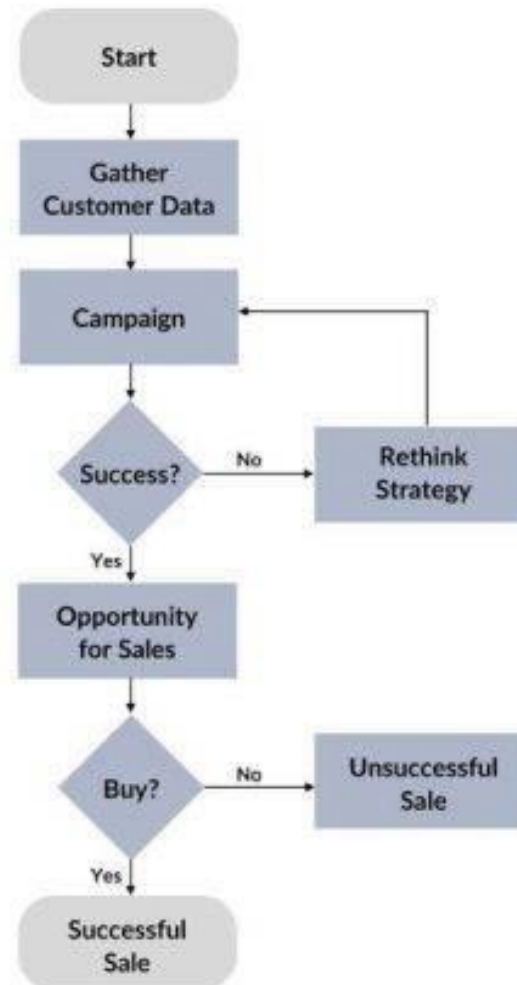 Start
Gather
Customer Data
Campaign
Success?
No
Rethink
Strategy
Yes
Opportunity
for Sales
Buy?
No
Unsuccessful
Sale
Yes
Successful
Sale